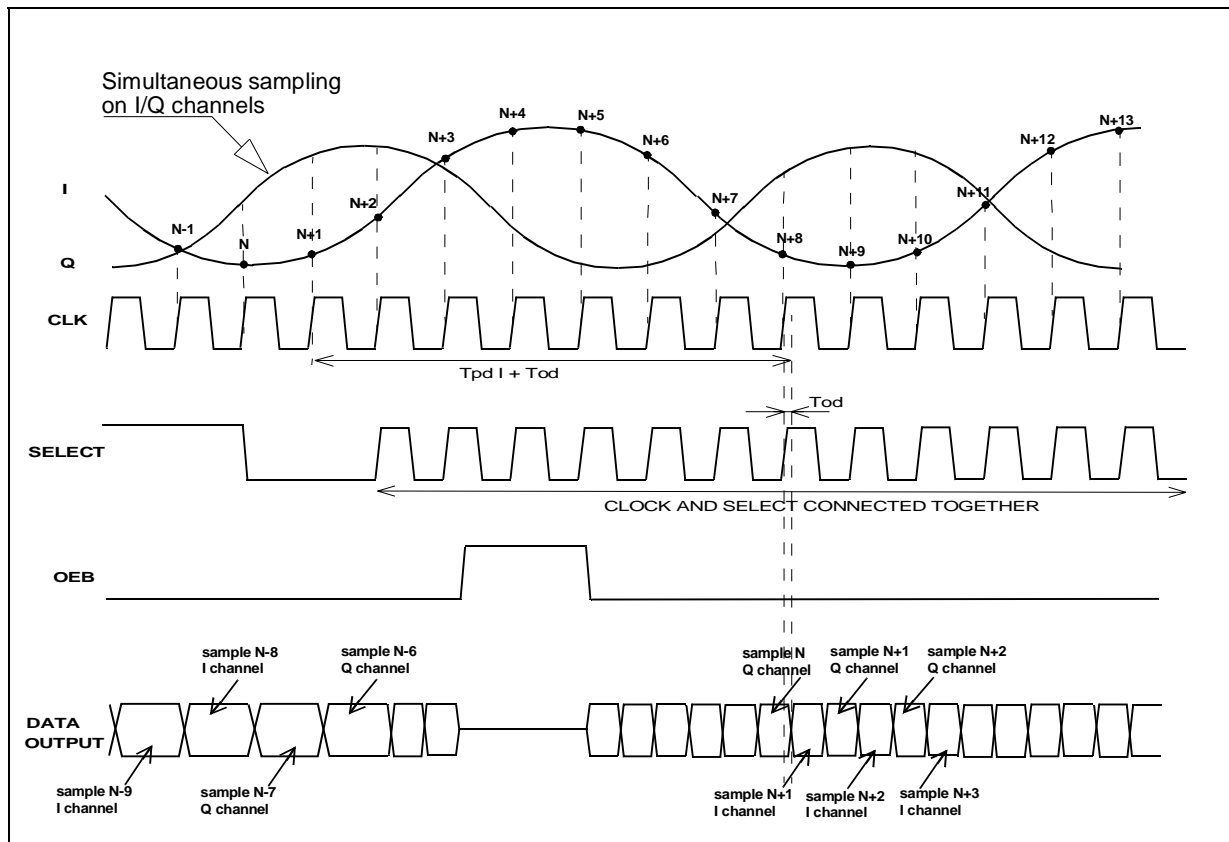 Simultaneous sampling
on I/Q channels
N-1
N
N+1
N+2
N+3
N+4
N+5
N+6
N+7
N+8
N+9
N+10
N+11
N+12
N+13
I
Q
CLK
Tpd I + Tod
Tod
SELECT
CLOCK AND SELECT CONNECTED TOGETHER
OEB
sample N-8
I channel
sample N-6
Q channel
sample N
Q channel
sample N+1
Q channel
sample N+2
Q channel
DATA
OUTPUT
sample N-9
I channel
sample N-7
Q channel
sample N+1
I channel
sample N+2
I channel
sample N+3
I channel